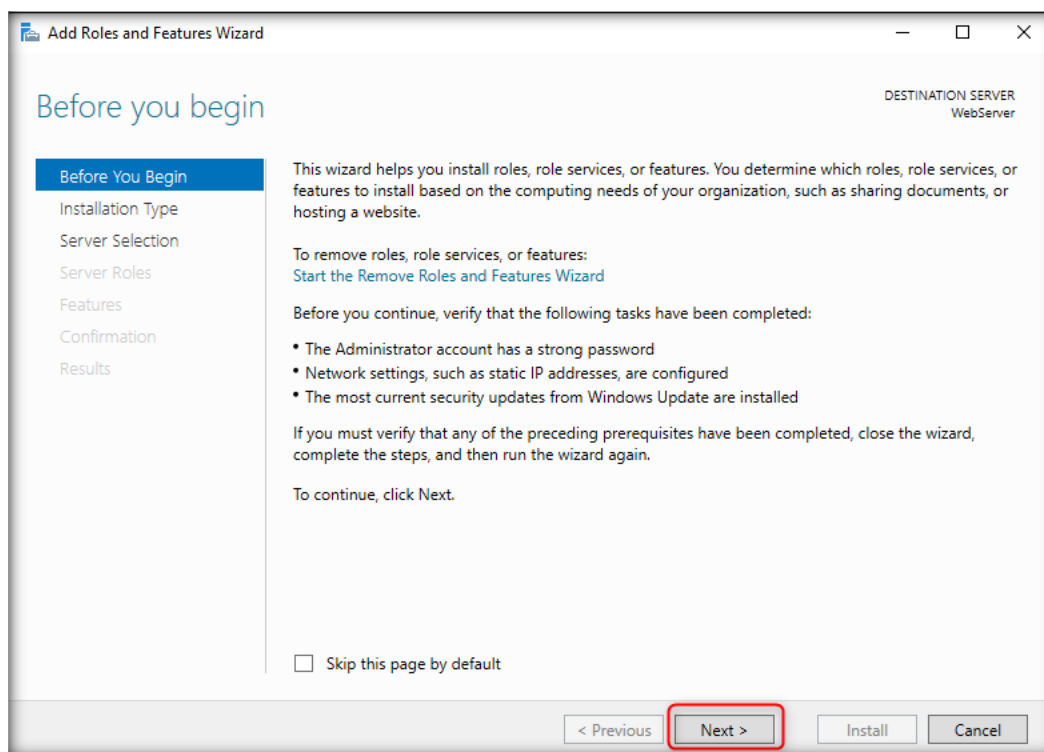 Add Roles and Features Wizard
Before you begin
DESTINATION SERVER
WebServer
Before You Begin
Installation Type
Server Selection
Server Roles
Features
Confirmation
Results
This wizard helps you install roles, role services, or features. You determine which roles, role services, or
features to install based on the computing needs of your organization, such as sharing documents, or
hosting a website.
To remove roles, role services, or features:
Start the Remove Roles and Features Wizard
Before you continue, verify that the following tasks have been completed:
• The Administrator account has a strong password
• Network settings, such as static IP addresses, are configured
• The most current security updates from Windows Update are installed
If you must verify that any of the preceding prerequisites have been completed, close the wizard,
complete the steps, and then run the wizard again.
To continue, click Next.
Skip this page by default
< Previous
Next >
Install
Cancel